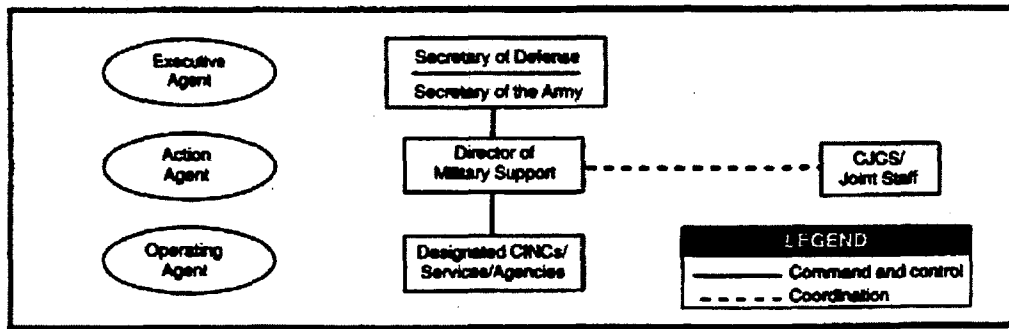 Executive
Agent
Secretary of Defense
Secretary of the Army
Action
Agent
Director of
Military Support
CJCS/
Joint Staff
Operating
Agent
Designated CINCs/
Services/Agencies
LEGEND
Command and control
Coordination